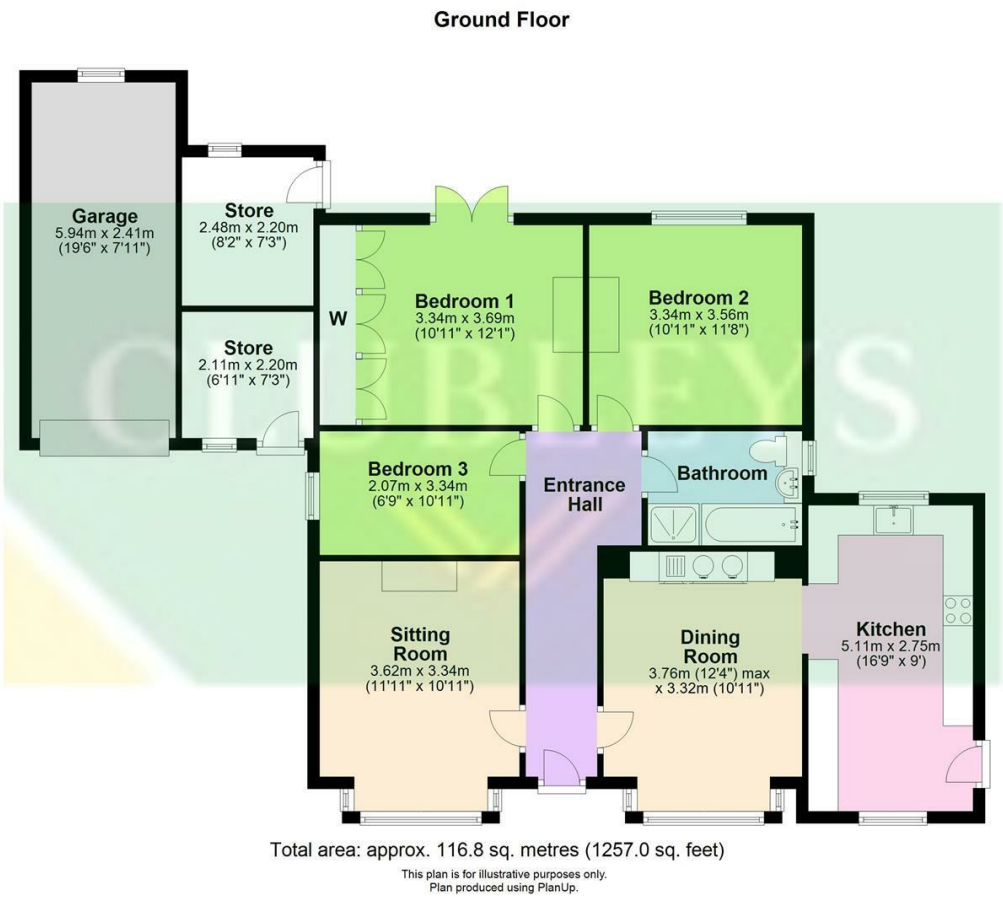 Ground Floor
Garage
5.94m x 2.41m
(19'6" x 7'11")
Store
2.48m x 2.20m
(8'2" x 7'3")
Store
2.11m x 2.20m
(6'11" x 7'3")
W
Bedroom 1
3.34m x 3.69m
(10'11" x 12'1")
Bedroom 2
3.34m x 3.56m
(10'11" x 11'8")
Bedroom 3
2.07m x 3.34m
(6'9" x 10'11")
Entrance
Hall
Bathroom
Sitting
Room
3.62m x 3.34m
(11'11" x 10'11")
Dining
Room
3.76m (12'4") max
x 3.32m (10'11")
Kitchen
5.11m x 2.75m
(16'9" x 9')
CLUBLEYS
Total area: approx. 116.8 sq. metres (1257.0 sq. feet)
This plan is for illustrative purposes only.
Plan produced using PlanUp.